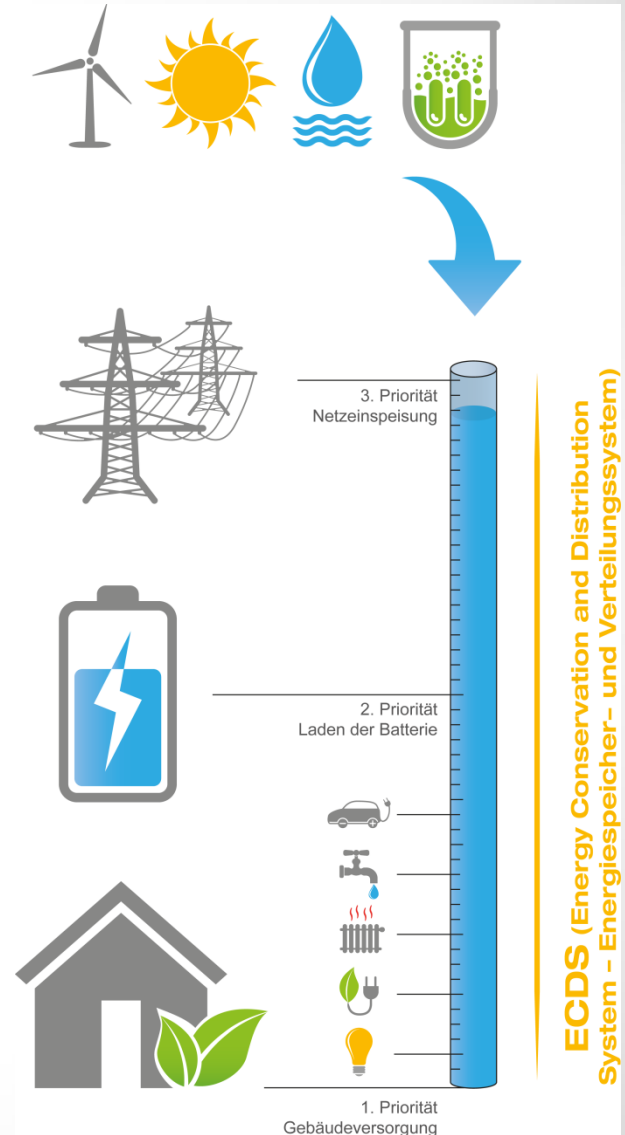 3. Priorität
Netzeinspeisung
2. Priorität
Laden der Batterie
1. Priorität
Gebäudeversorgung
ECDS (Energy Conservation and Distribution
System – Energiespeicher- und Verteilungssystem)